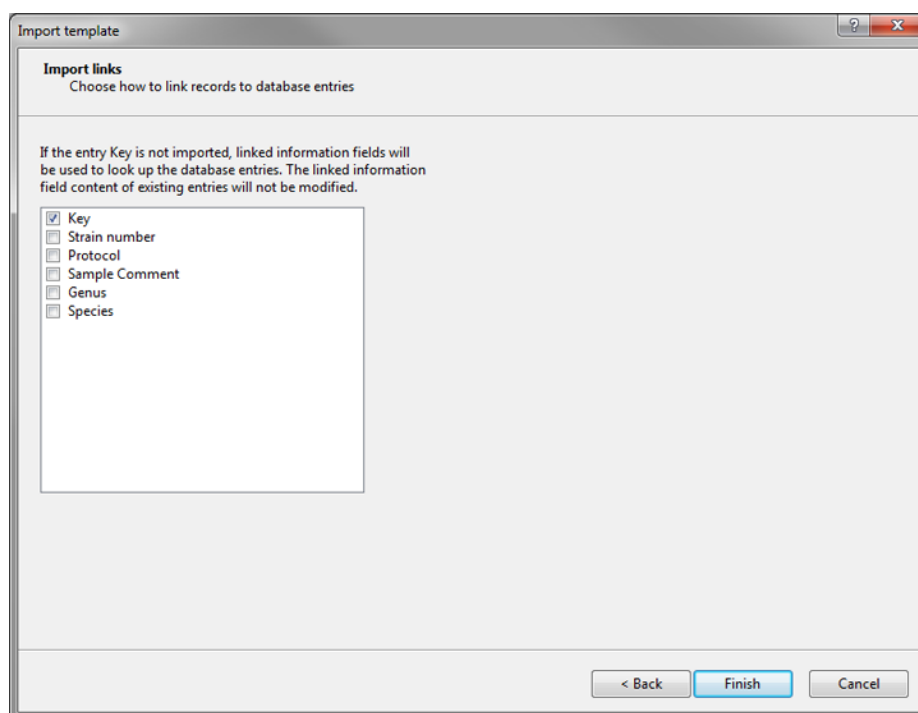 Import template
?
Import links
Choose how to link records to database entries
If the entry Key is not imported, linked information fields will
be used to look up the database entries. The linked information
field content of existing entries will not be modified.
Key
Strain number
Protocol
Sample Comment
Genus
Species
< Back Finish Cancel